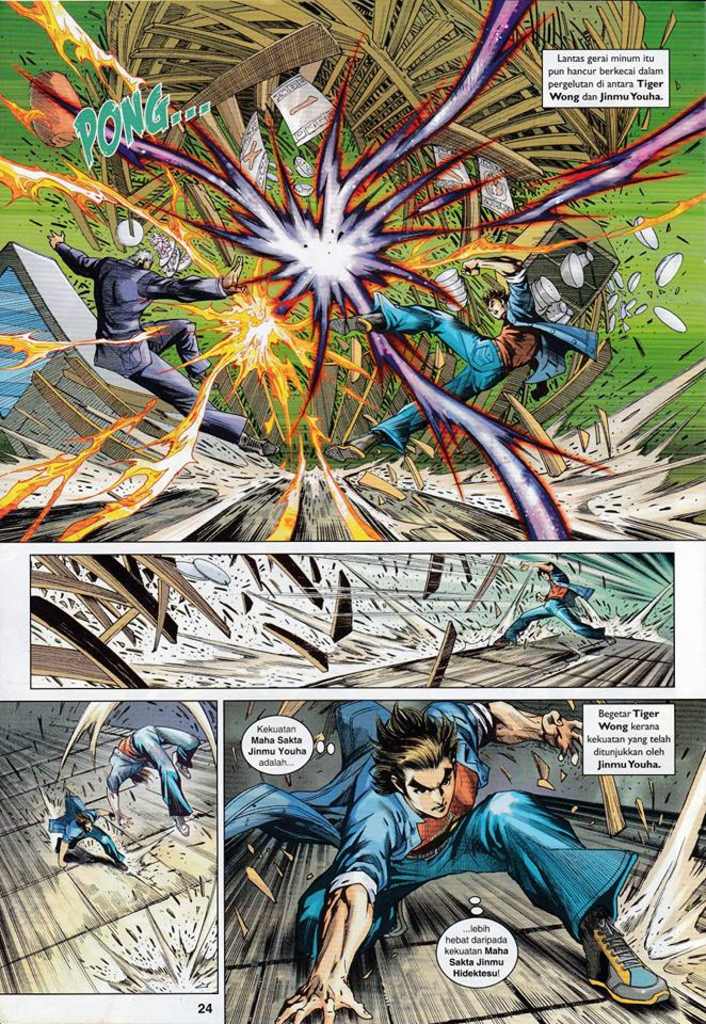 Lantas gerai minum itu
pun hancur berkecai dalam
pergelutan di antara Tiger
Wong dan Jinmu Youha.
PONG...
Kekuatan
Maha Sakta
Jinmu Youha
adalah...
Begetar Tiger
Wong kerana
kekuatan yang telah
ditunjukkan oleh
Jinmu Youha.
...lebih
hebat daripada
kekuatan Maha
Sakta Jinmu
Hidektesu!
24